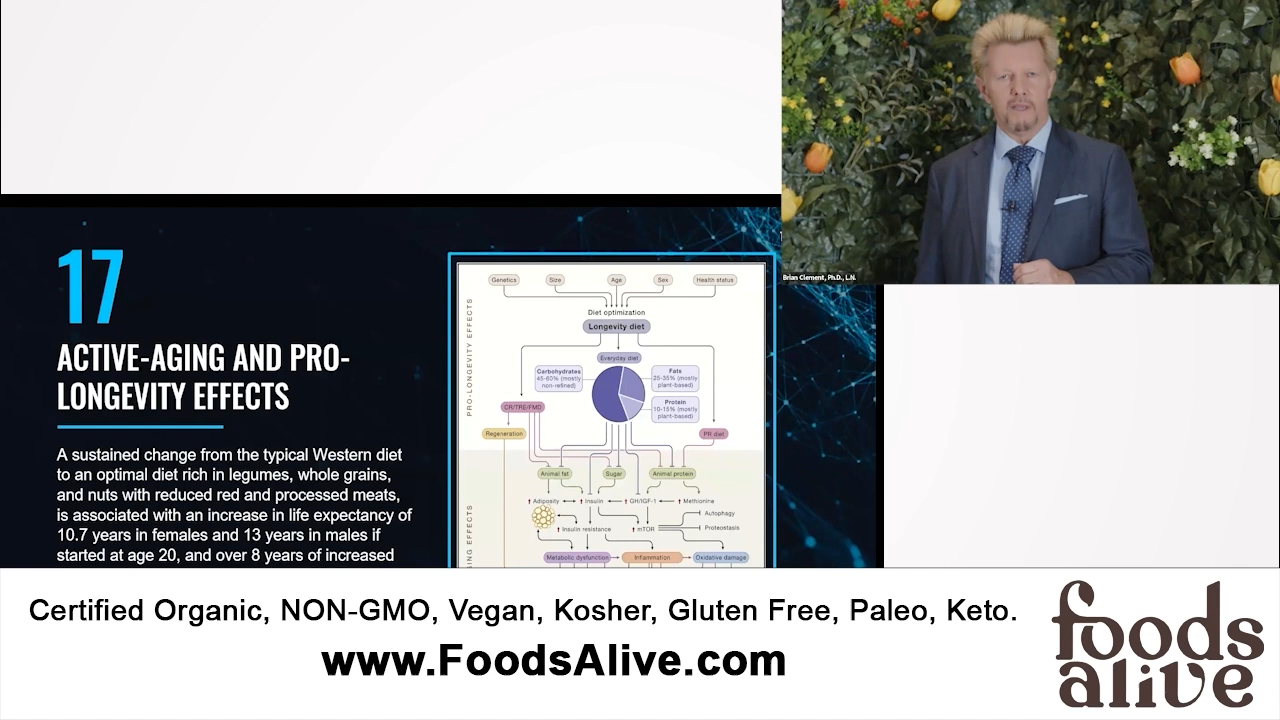 Brian Clement, Ph.D., L.N.
17
ACTIVE-AGING AND PRO-
LONGEVITY EFFECTS
A sustained change from the typical Western diet
to an optimal diet rich in legumes, whole grains,
and nuts with reduced red and processed meats,
is associated with an increase in life expectancy of
10.7 years in females and 13 years in males if
started at age 20, and over 8 years of increased
PRO-LONGEVITY EFFECTS
Genetics Size Age Sex Health status
Diet optimization
Longevity diet
Everyday diet
Carbohydrates
45-60% (mostly
non-refined)
Fats
25-35% (mostly
plant-based)
Protein
10-15% (mostly
plant-based)
CR/TRE/FMD
Regeneration
PR diet
Animal fat Sugar Animal protein
Adiposity Insulin GH/IGF-1 Methionine
Autophagy
Insulin resistance mTOR Proteostasis
Metabolic dysfunction Inflammation Oxidative damage
EFFECTS
Certified Organic, NON-GMO, Vegan, Kosher, Gluten Free, Paleo, Keto.
www.FoodsAlive.com
foods
alive